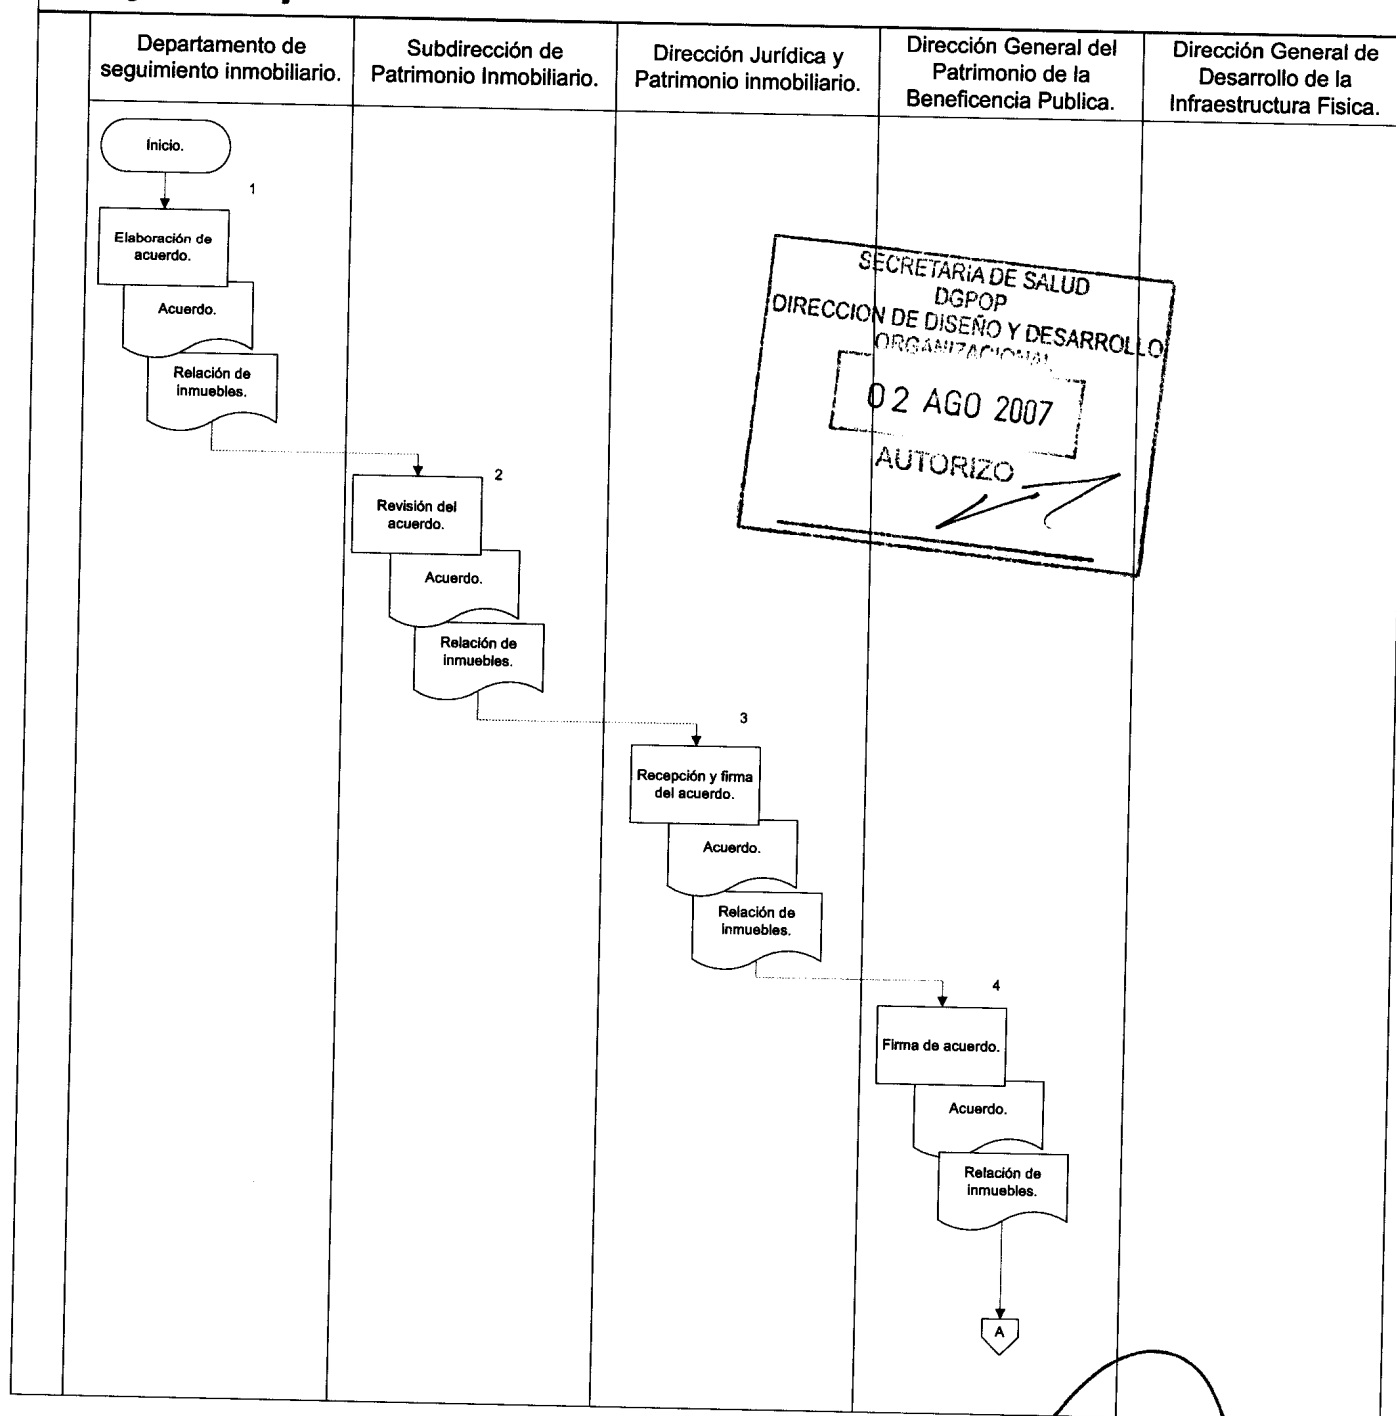 Departamento de
seguimiento inmobiliario.
Subdirección de
Patrimonio Inmobiliario.
Dirección Jurídica y
Patrimonio inmobiliario.
Dirección General del
Patrimonio de la
Beneficencia Publica.
Dirección General de
Desarrollo de la
Infraestructura Fisica.
Inicio.
1
Elaboración de
acuerdo.
Acuerdo.
Relación de
inmuebles.
SECRETARIA DE SALUD
DGPOP
DIRECCION DE DISEÑO Y DESARROLLO
ORGANIZACIONAL
02 AGO 2007
AUTORIZO
2
Revisión del
acuerdo.
Acuerdo.
Relación de
inmuebles.
3
Recepción y firma
del acuerdo.
Acuerdo.
Relación de
inmuebles.
4
Firma de acuerdo.
Acuerdo.
Relación de
inmuebles.
A